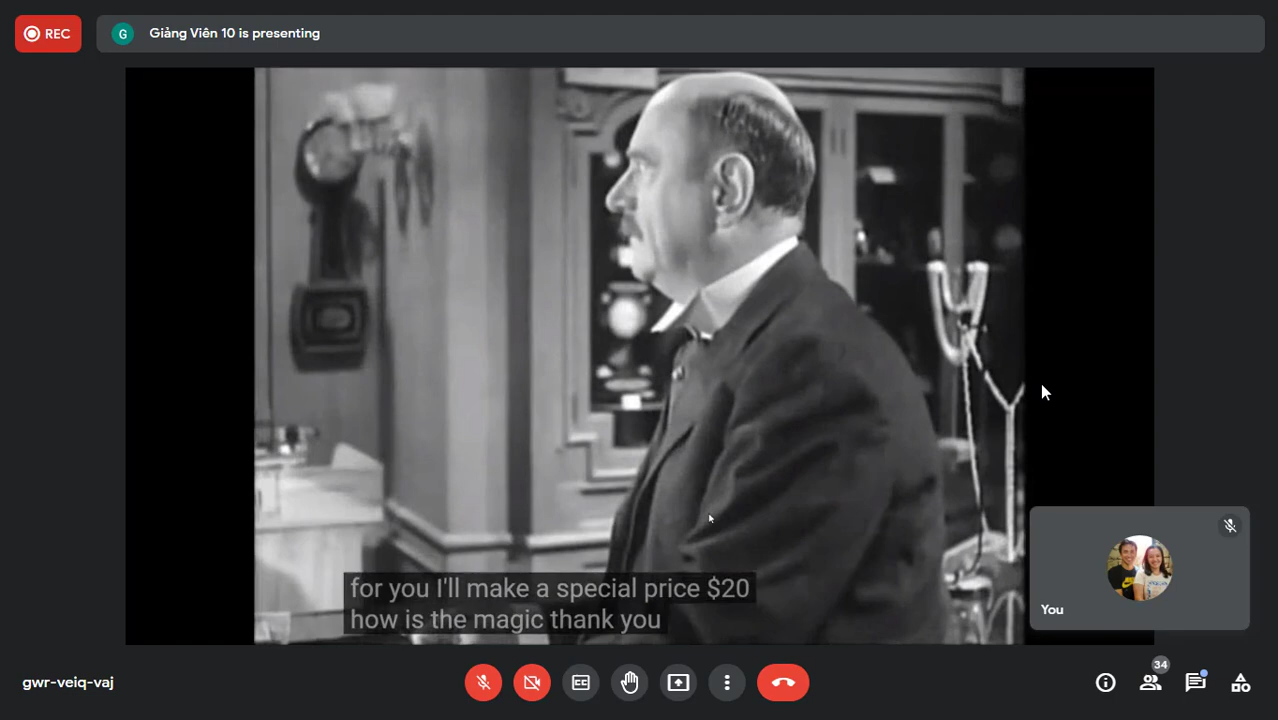 REC
G
Giảng Viên 10 is presenting
for you I'll make a special price $20
how is the magic thank you
You
gwr-veiq-vaj
CC
34